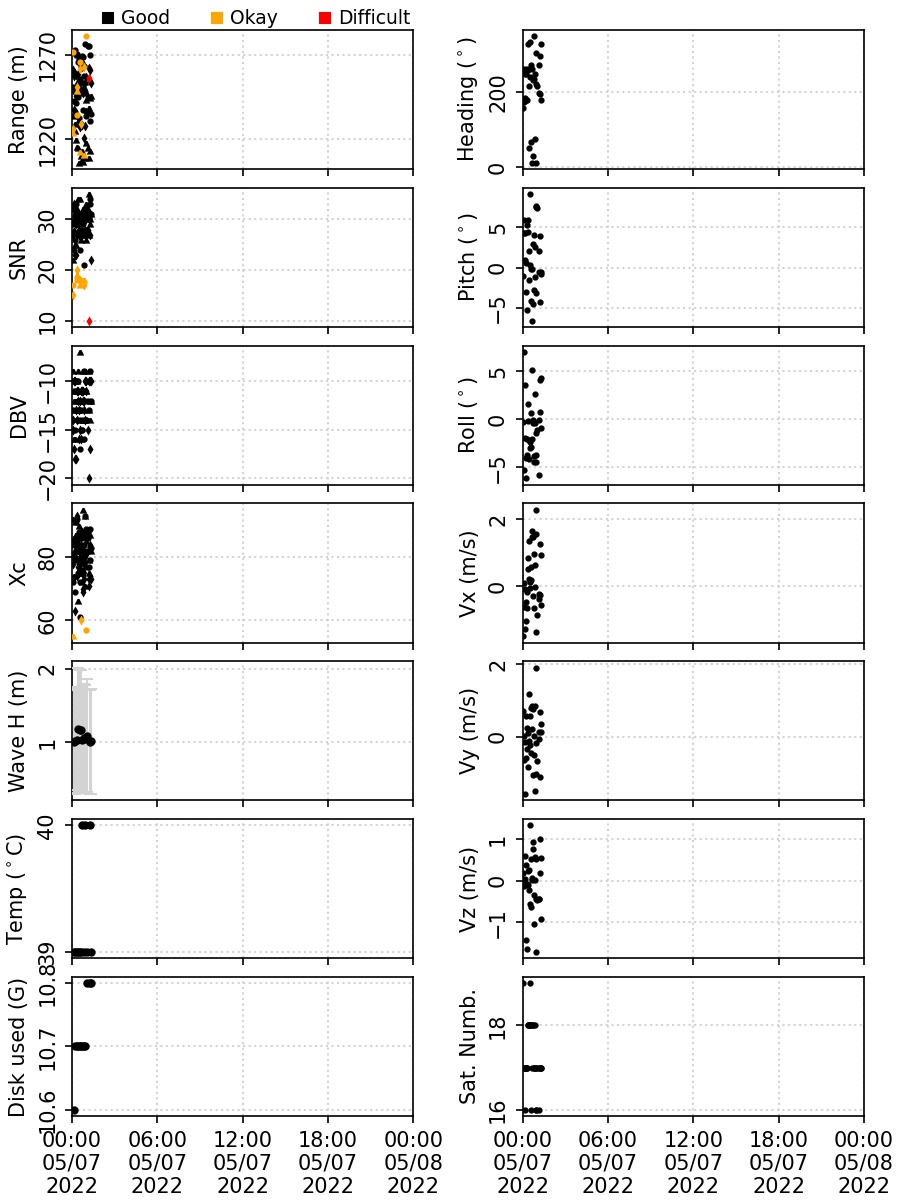 Good Okay Difficult
Range (m) 1270 1220
Heading (°) 200 0
SNR 30 20 10
Pitch (°) 5 0 −5
DBV −10 −15 −20
Roll (°) 5 0 −5
Xc 80 60
Vx (m/s) 2 0
Wave H (m) 2 1
Vy (m/s) 2 0
Temp (°C) 40 39
Vz (m/s) 1 0 −1
Disk used (G) 10.8 10.7 10.6
Sat. Numb. 18 16
00:00 06:00 12:00 18:00 00:00 00:00 06:00 12:00 18:00 00:00
05/07 05/07 05/07 05/07 05/08 05/07 05/07 05/07 05/07 05/08
2022 2022 2022 2022 2022 2022 2022 2022 2022 2022